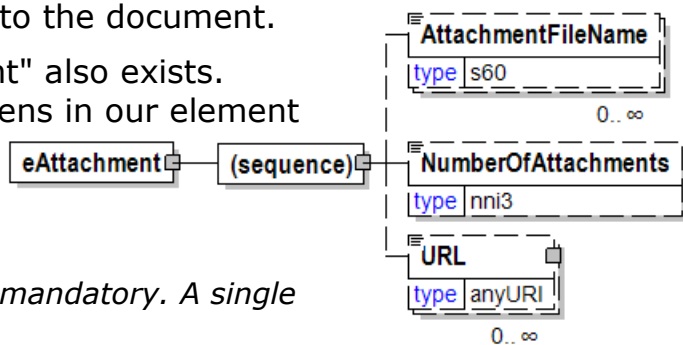 to the document.
AttachmentFileName
type s60
nt" also exists.
ens in our element
0.. ∞
eAttachment
(sequence)
NumberOfAttachments
type nni3
URL
type anyURI
mandatory. A single
0.. ∞